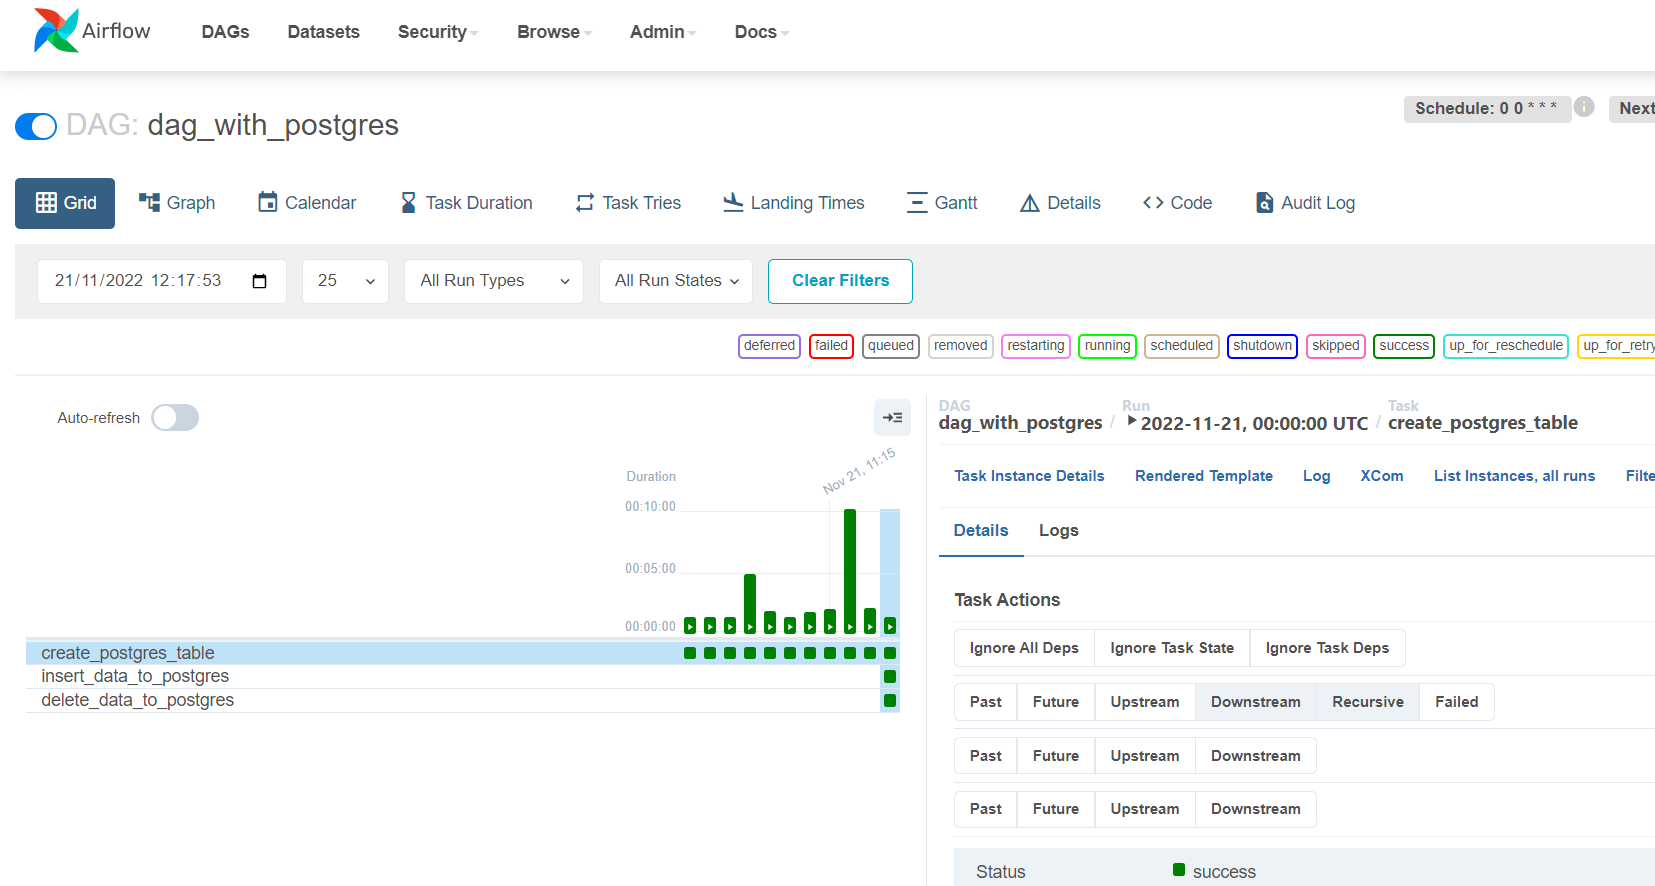 Airflow DAGs Datasets Security Browse Admin Docs
Schedule: 0 0 * * * i Next
DAG: dag_with_postgres
Grid Graph Calendar Task Duration Task Tries Landing Times Gantt Details Code Audit Log
21/11/2022 12:17:53 25 All Run Types All Run States Clear Filters
deferred failed queued removed restarting running scheduled shutdown skipped success up_for_reschedule up_for_retry
Auto-refresh
Duration
Nov 21, 11:15
00:10:00
00:05:00
00:00:00
create_postgres_table
insert_data_to_postgres
delete_data_to_postgres
DAG Run Task
dag_with_postgres / 2022-11-21, 00:00:00 UTC / create_postgres_table
Task Instance Details Rendered Template Log XCom List Instances, all runs Filte
Details Logs
Task Actions
Ignore All Deps Ignore Task State Ignore Task Deps
Past Future Upstream Downstream Recursive Failed
Past Future Upstream Downstream
Past Future Upstream Downstream
Status success